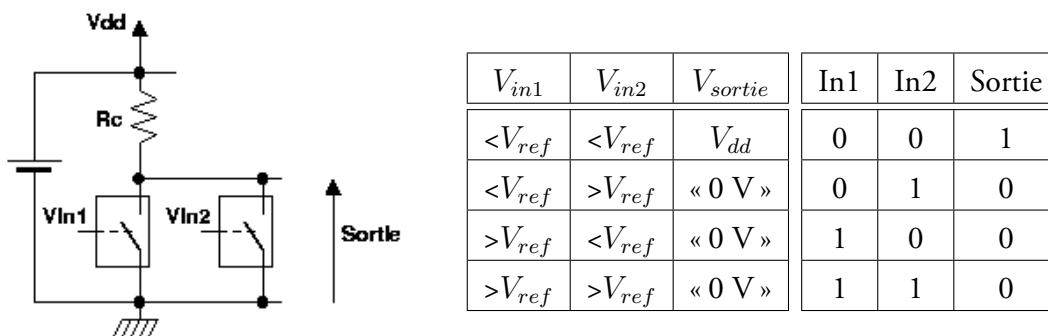 Vdd
Rc
VIn1
VIn2
Sortie
V_in1 V_in2 V_sortie
<V_ref <V_ref V_dd
<V_ref >V_ref « 0 V »
>V_ref <V_ref « 0 V »
>V_ref >V_ref « 0 V »
In1 In2 Sortie
0 0 1
0 1 0
1 0 0
1 1 0